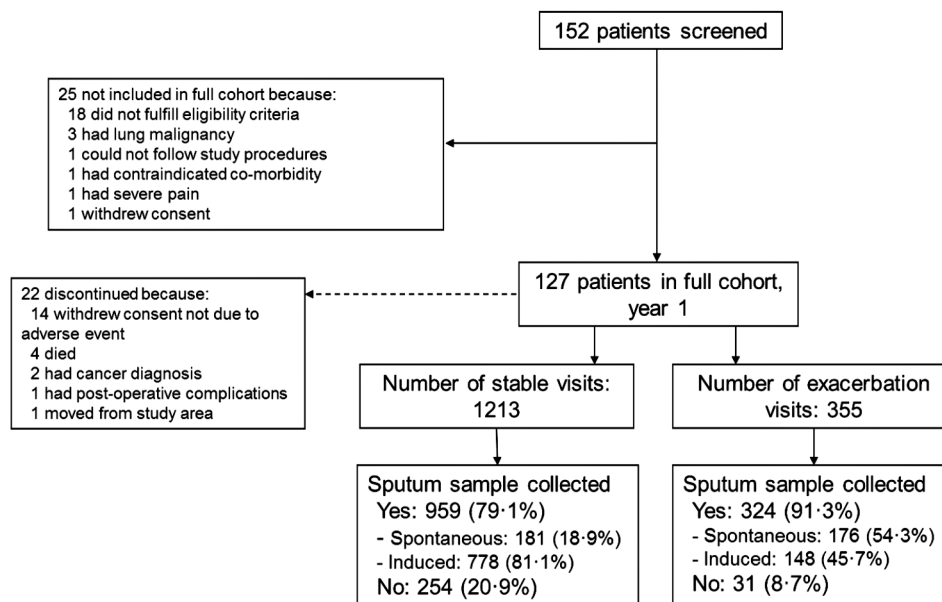 152 patients screened
25 not included in full cohort because:
18 did not fulfill eligibility criteria
3 had lung malignancy
1 could not follow study procedures
1 had contraindicated co-morbidity
1 had severe pain
1 withdrew consent
127 patients in full cohort,
year 1
22 discontinued because:
14 withdrew consent not due to
adverse event
4 died
2 had cancer diagnosis
1 had post-operative complications
1 moved from study area
Number of stable visits:
1213
Number of exacerbation
visits: 355
Sputum sample collected
Yes: 959 (79·1%)
- Spontaneous: 181 (18·9%)
- Induced: 778 (81·1%)
No: 254 (20·9%)
Sputum sample collected
Yes: 324 (91·3%)
- Spontaneous: 176 (54·3%)
- Induced: 148 (45·7%)
No: 31 (8·7%)